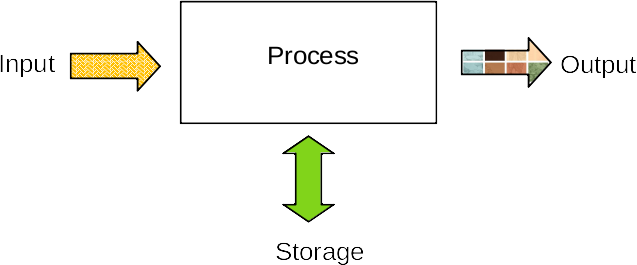 Process
Input
Output
Storage